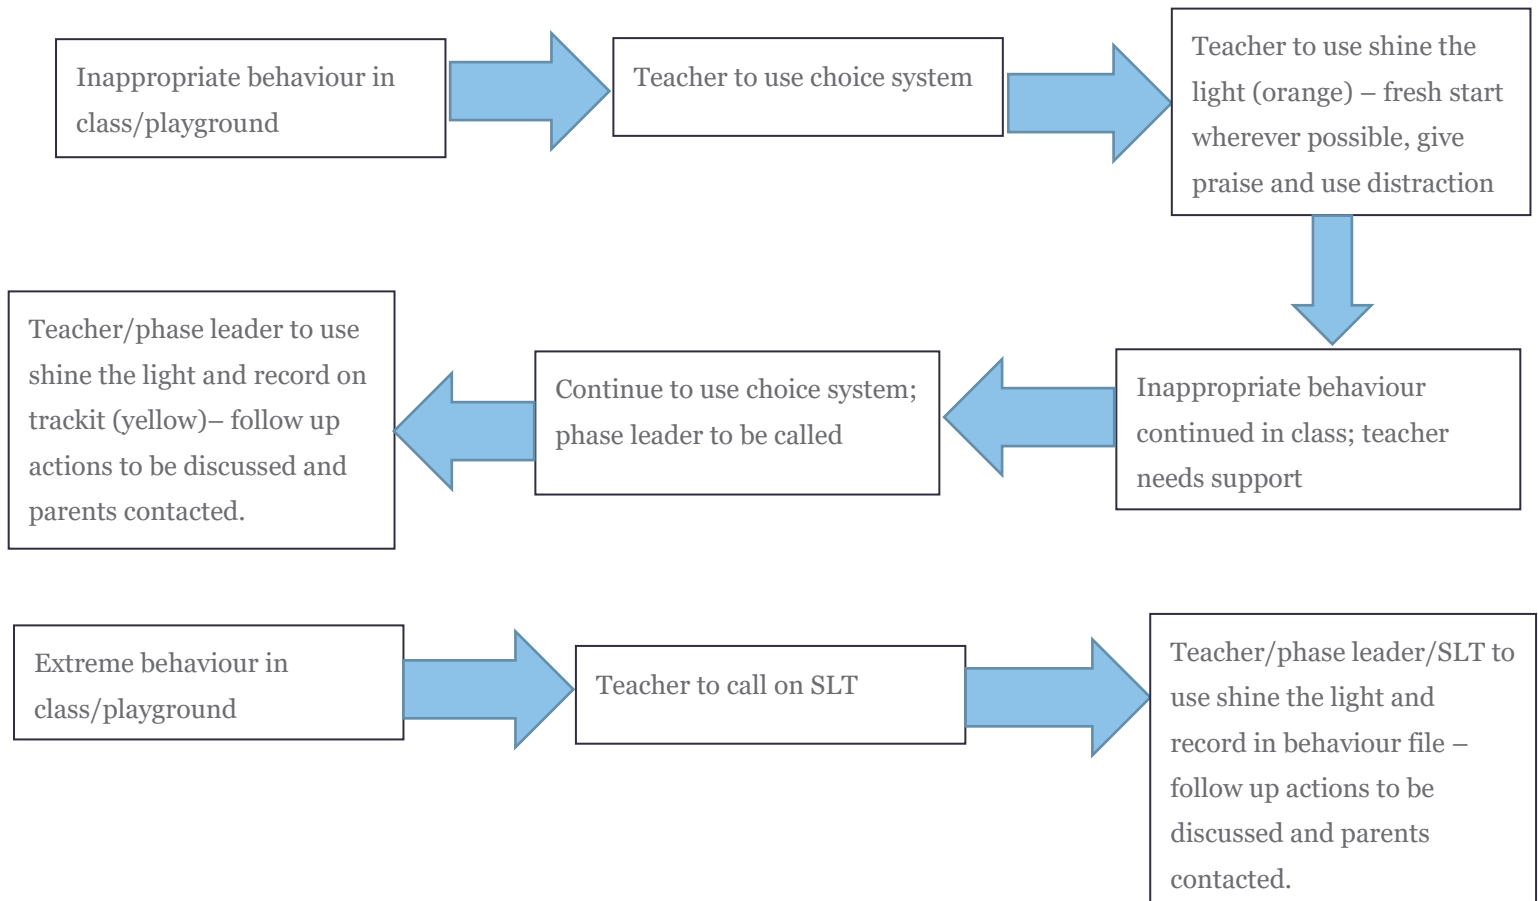 Inappropriate behaviour in
class/playground
Teacher to use choice system
Teacher to use shine the
light (orange) – fresh start
wherever possible, give
praise and use distraction
Inappropriate behaviour
continued in class; teacher
needs support
Continue to use choice system;
phase leader to be called
Teacher/phase leader to use
shine the light and record on
trackit (yellow)– follow up
actions to be discussed and
parents contacted.
Extreme behaviour in
class/playground
Teacher to call on SLT
Teacher/phase leader/SLT to
use shine the light and
record in behaviour file –
follow up actions to be
discussed and parents
contacted.